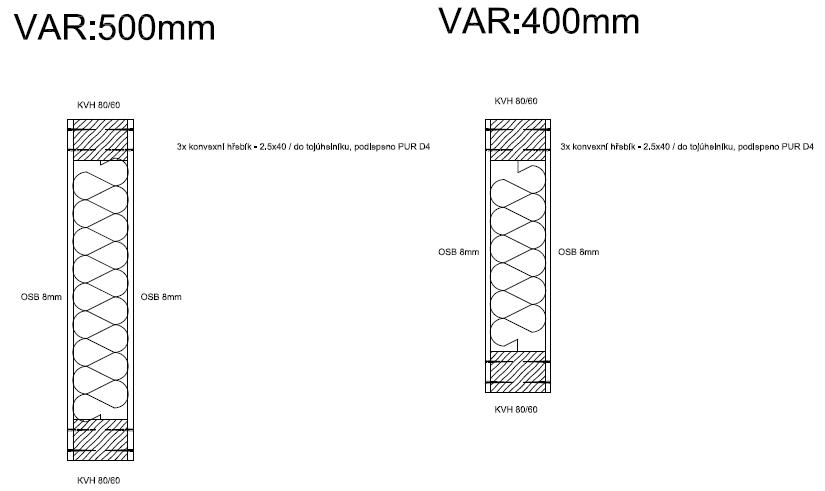 VAR:500mm
VAR:400mm
KVH 80/60
3x konvexní hřebík - 2.5x40 / do tojúhelníku, podlepeno PUR D4
OSB 8mm
OSB 8mm
KVH 80/60
KVH 80/60
3x konvexní hřebík - 2.5x40 / do tojúhelníku, podlepeno PUR D4
OSB 8mm
OSB 8mm
KVH 80/60